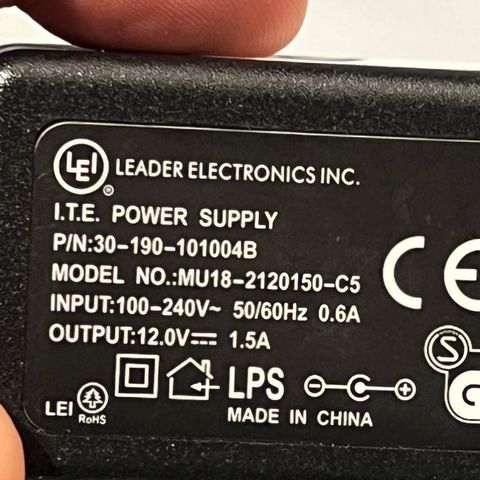 LEI ® LEADER ELECTRONICS INC.
I.T.E. POWER SUPPLY
P/N:30-190-101004B
MODEL NO.:MU18-2120150-C5
INPUT:100-240V~ 50/60Hz 0.6A
OUTPUT:12.0V⎓ 1.5A
CE
S
LPS
LEI RoHS
MADE IN CHINA